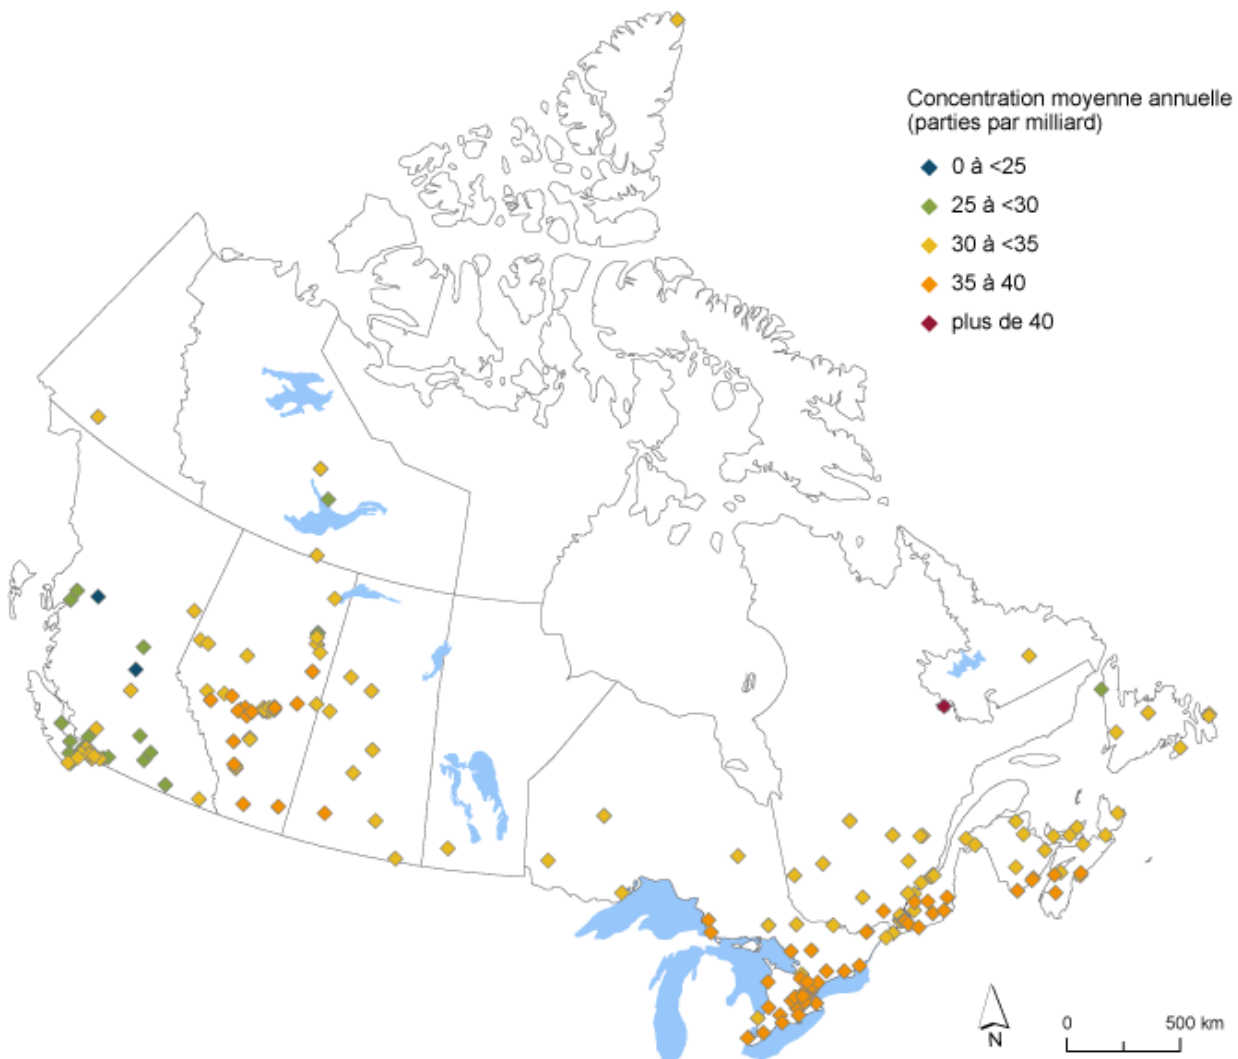 Concentration moyenne annuelle
(parties par milliard)
0 à <25
25 à <30
30 à <35
35 à 40
plus de 40
N
0 500 km